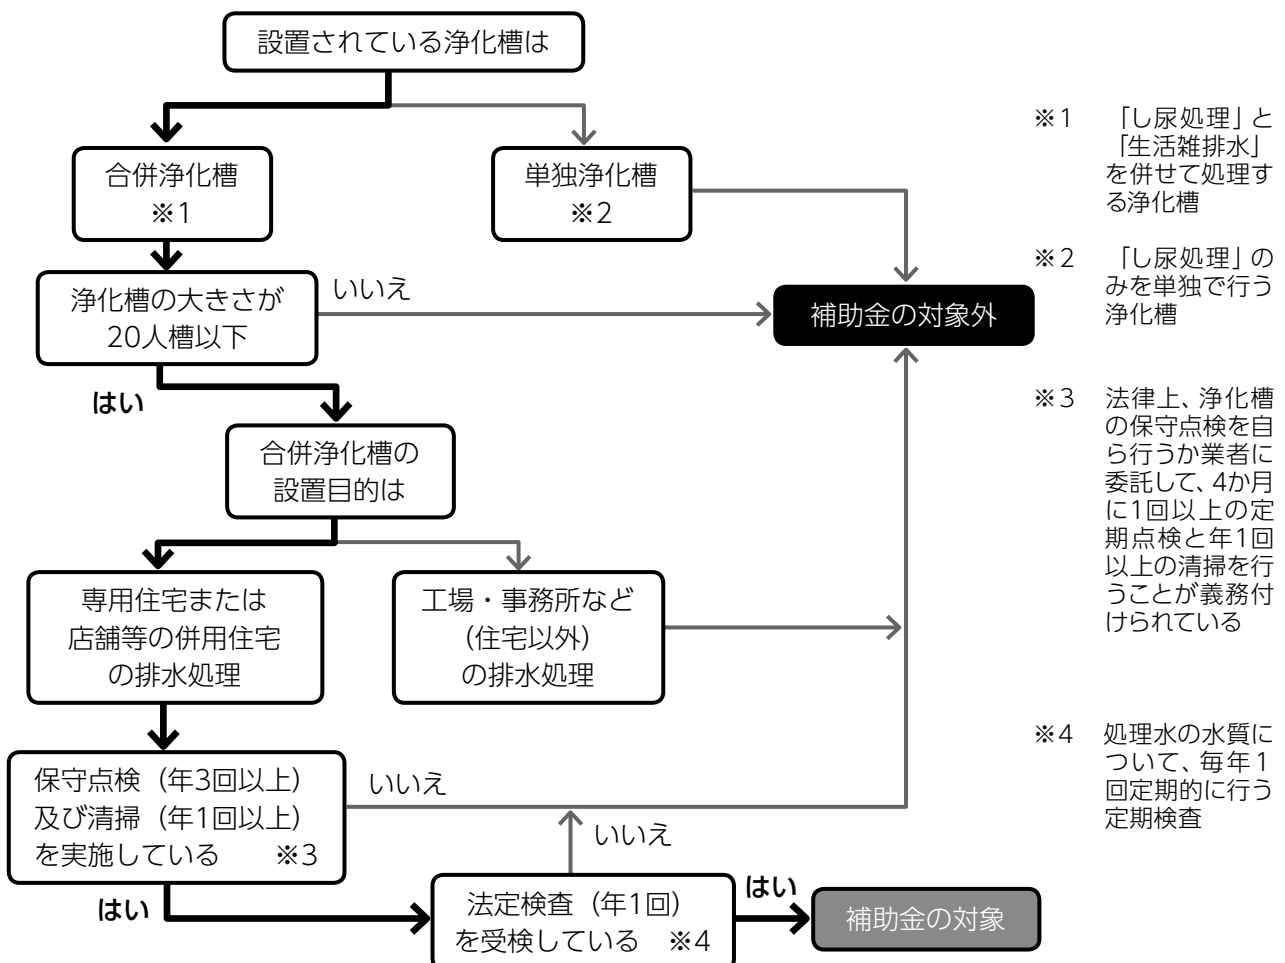 設置されている浄化槽は
合併浄化槽
※1
単独浄化槽
※2
浄化槽の大きさが
20人槽以下
いいえ
補助金の対象外
はい
合併浄化槽の
設置目的は
専用住宅または
店舗等の併用住宅
の排水処理
工場・事務所など
（住宅以外）
の排水処理
保守点検（年3回以上）
及び清掃（年1回以上）
を実施している　※3
いいえ
いいえ
はい
法定検査（年1回）
を受検している　※4
はい
補助金の対象
※1　「し尿処理」と
「生活雑排水」
を併せて処理す
る浄化槽
※2　「し尿処理」の
みを単独で行う
浄化槽
※3　法律上、浄化槽
の保守点検を自
ら行うか業者に
委託して、4か月
に1回以上の定
期点検と年1回
以上の清掃を行
うことが義務付
けられている
※4　処理水の水質に
ついて、毎年1
回定期的に行う
定期検査